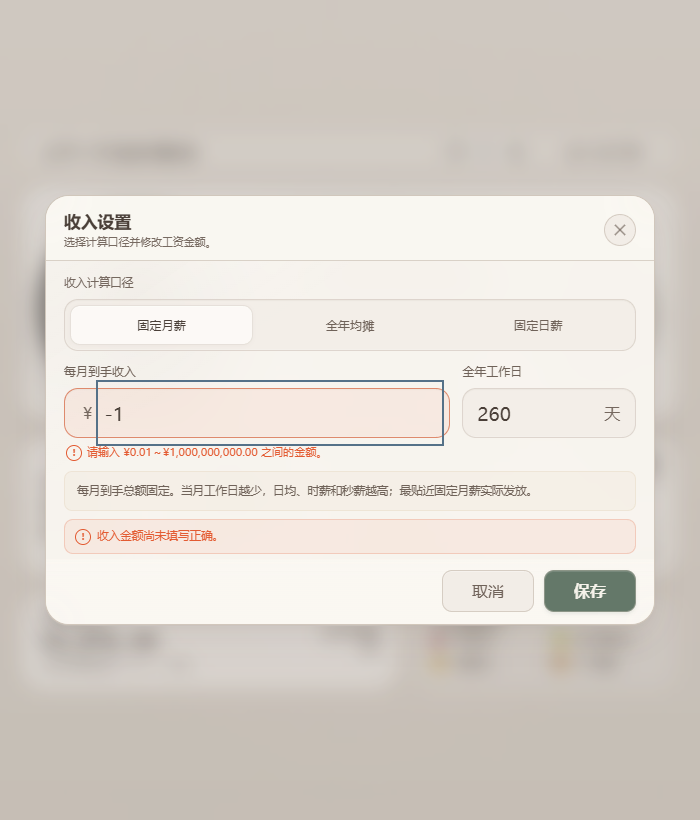 收入设置
选择计算口径并修改工资金额。
收入计算口径
固定月薪 全年均摊 固定日薪
每月到手收入 全年工作日
¥ -1 260 天
请输入 ¥0.01 ~ ¥1,000,000,000.00 之间的金额。
每月到手总额固定。当月工作日越少，日均、时薪和秒薪越高；最贴近固定月薪实际发放。
收入金额尚未填写正确。
取消 保存